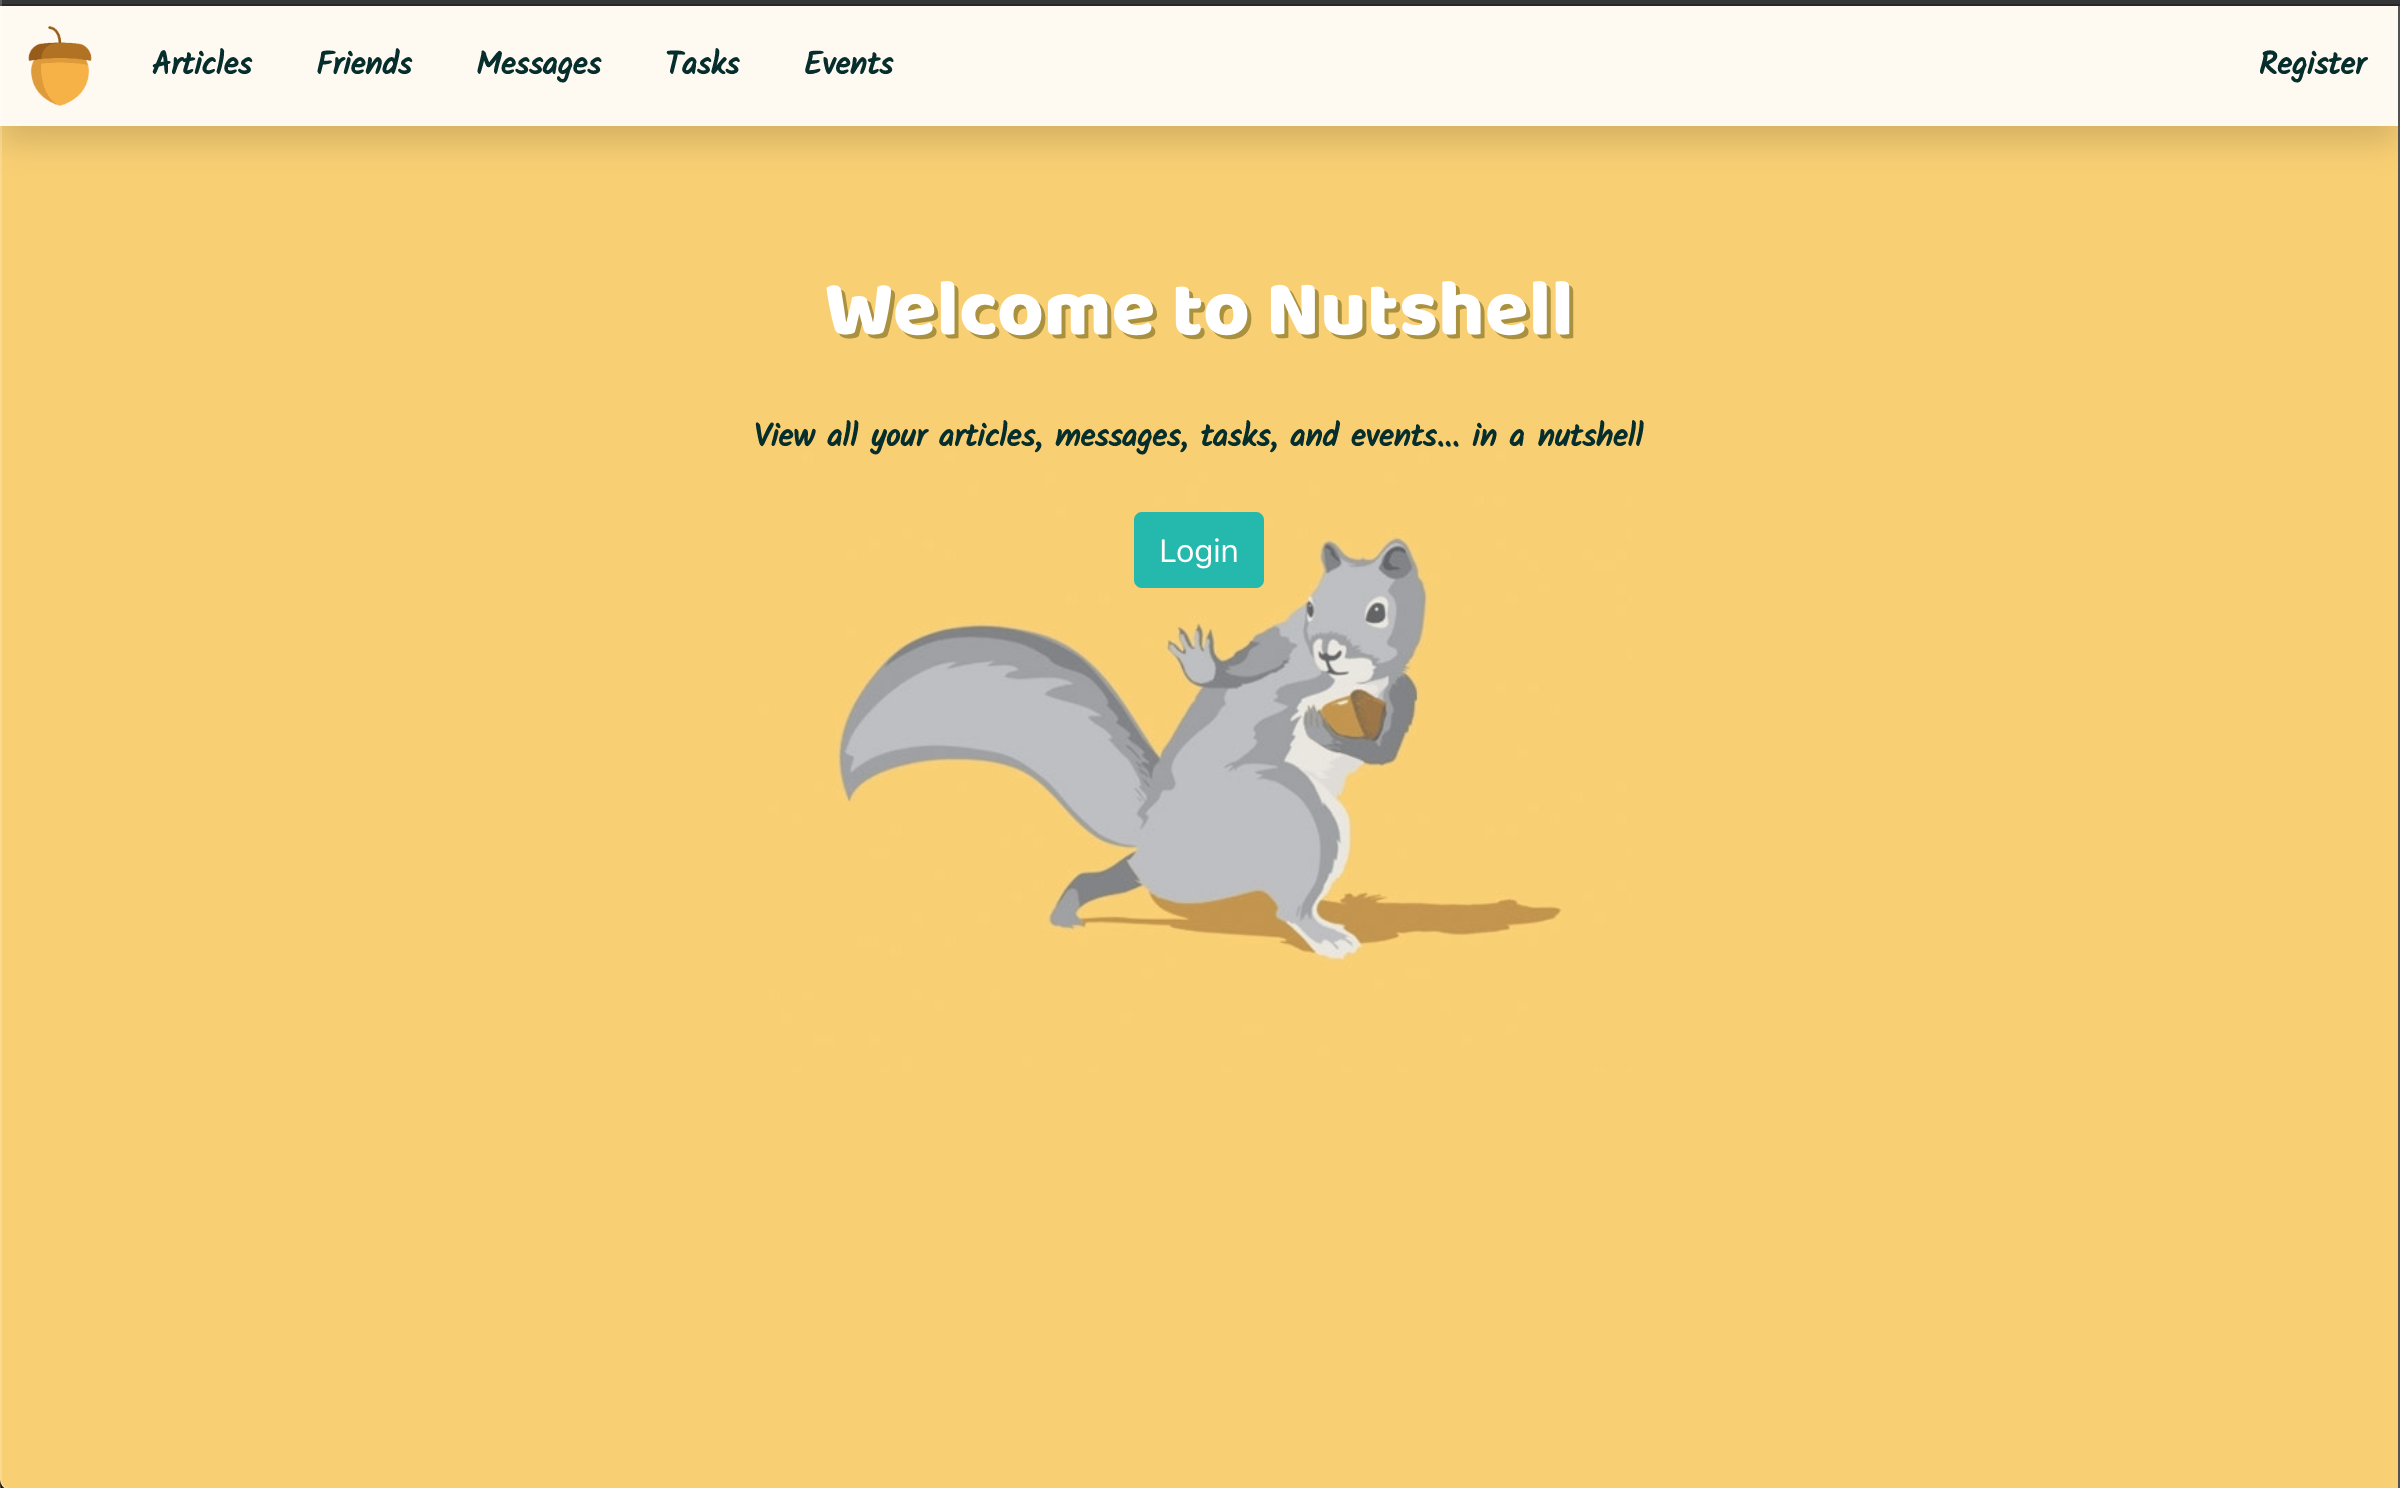 Articles Friends Messages Tasks Events Register
Welcome to Nutshell
View all your articles, messages, tasks, and events... in a nutshell
Login